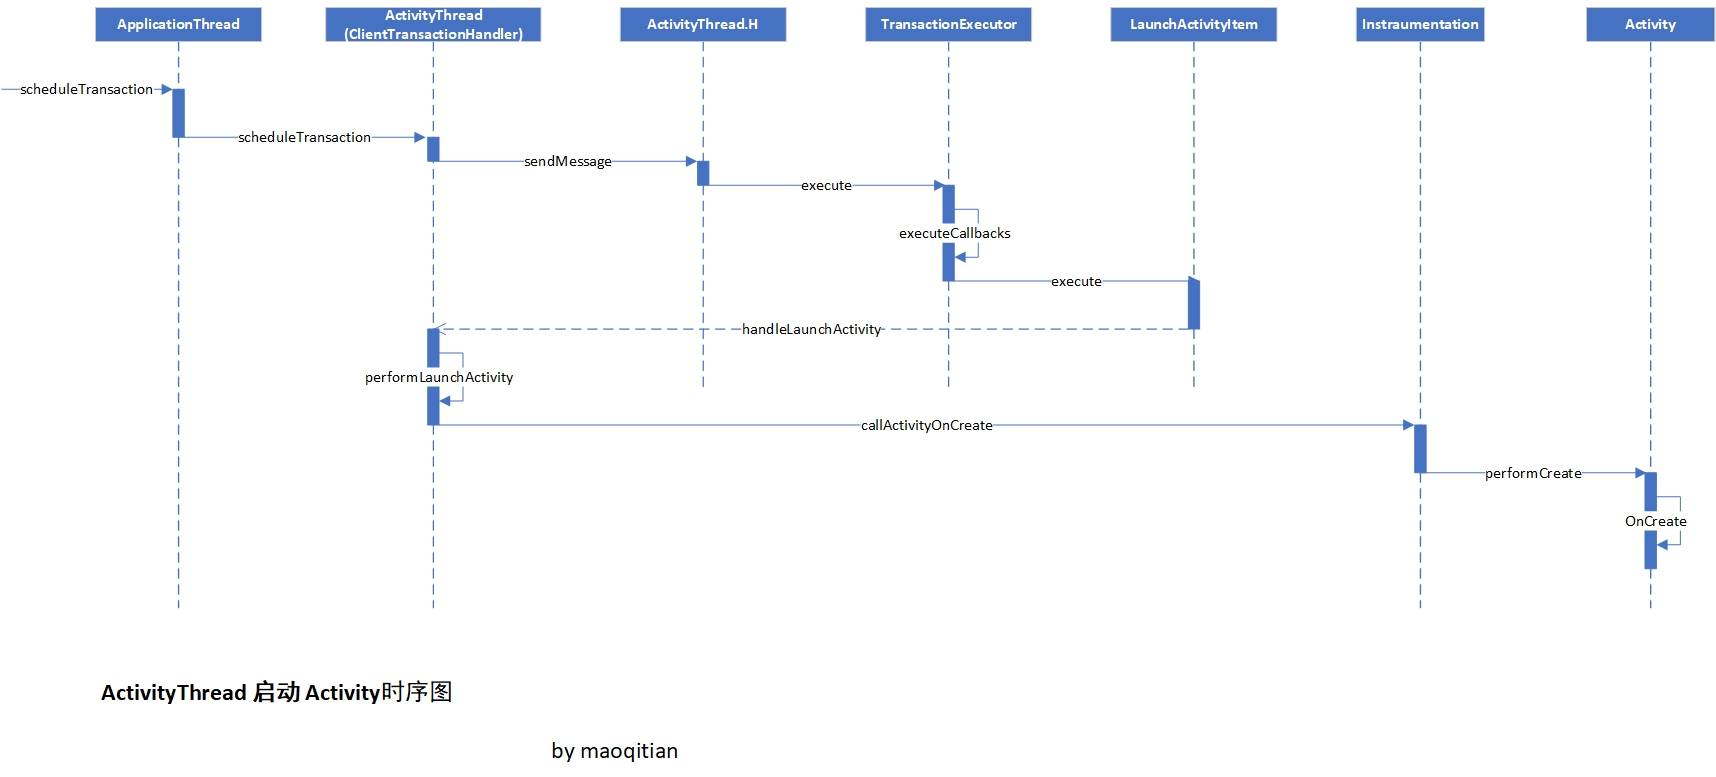 ApplicationThread
ActivityThread
(ClientTransactionHandler)
ActivityThread.H
TransactionExecutor
LaunchActivityItem
Instraumentation
Activity
scheduleTransaction
scheduleTransaction
sendMessage
execute
executeCallbacks
execute
handleLaunchActivity
performLaunchActivity
callActivityOnCreate
performCreate
OnCreate
ActivityThread 启动 Activity时序图
by maoqitian